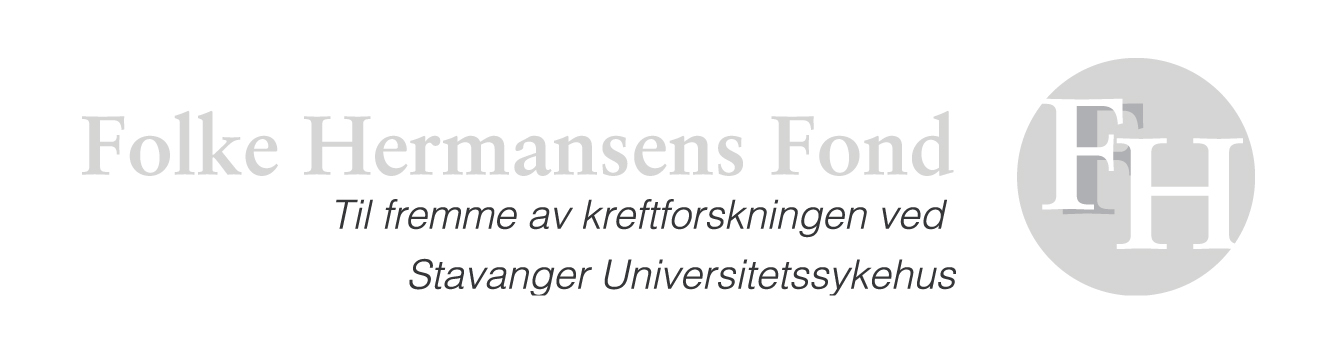 Folke Hermansens Fond
Til fremme av kreftforskningen ved
Stavanger Universitetssykehus
FH